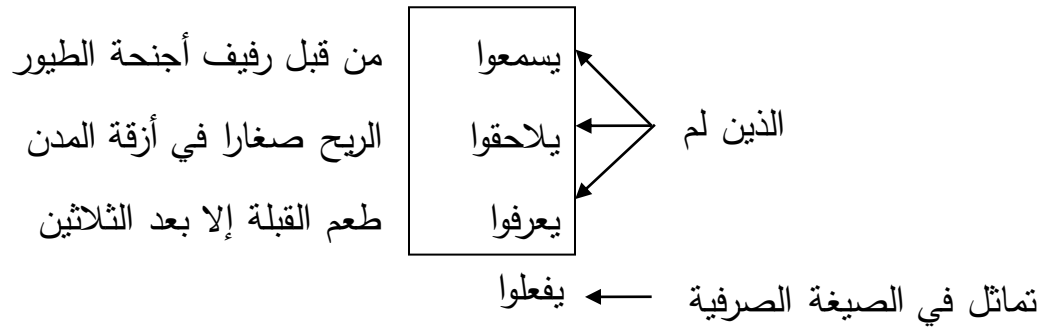 يسمعوا من قبل رفيف أجنحة الطيور
الذين لم يلاحقوا الريح صغارا في أزقة المدن
يعرفوا طعم القبلة إلا بعد الثلاثين
تماثل في الصيغة الصرفية يفعلوا